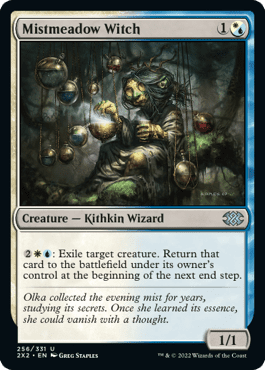 Mistmeadow Witch 1
Creature — Kithkin Wizard
2: Exile target creature. Return that
card to the battlefield under its owner's
control at the beginning of the next end step.
Olka collected the evening mist for years,
studying its secrets. Once she learned its essence,
she could vanish with a thought.
1/1
256/331 U
2X2 • EN GREG STAPLES
™ & © 2022 Wizards of the Coast